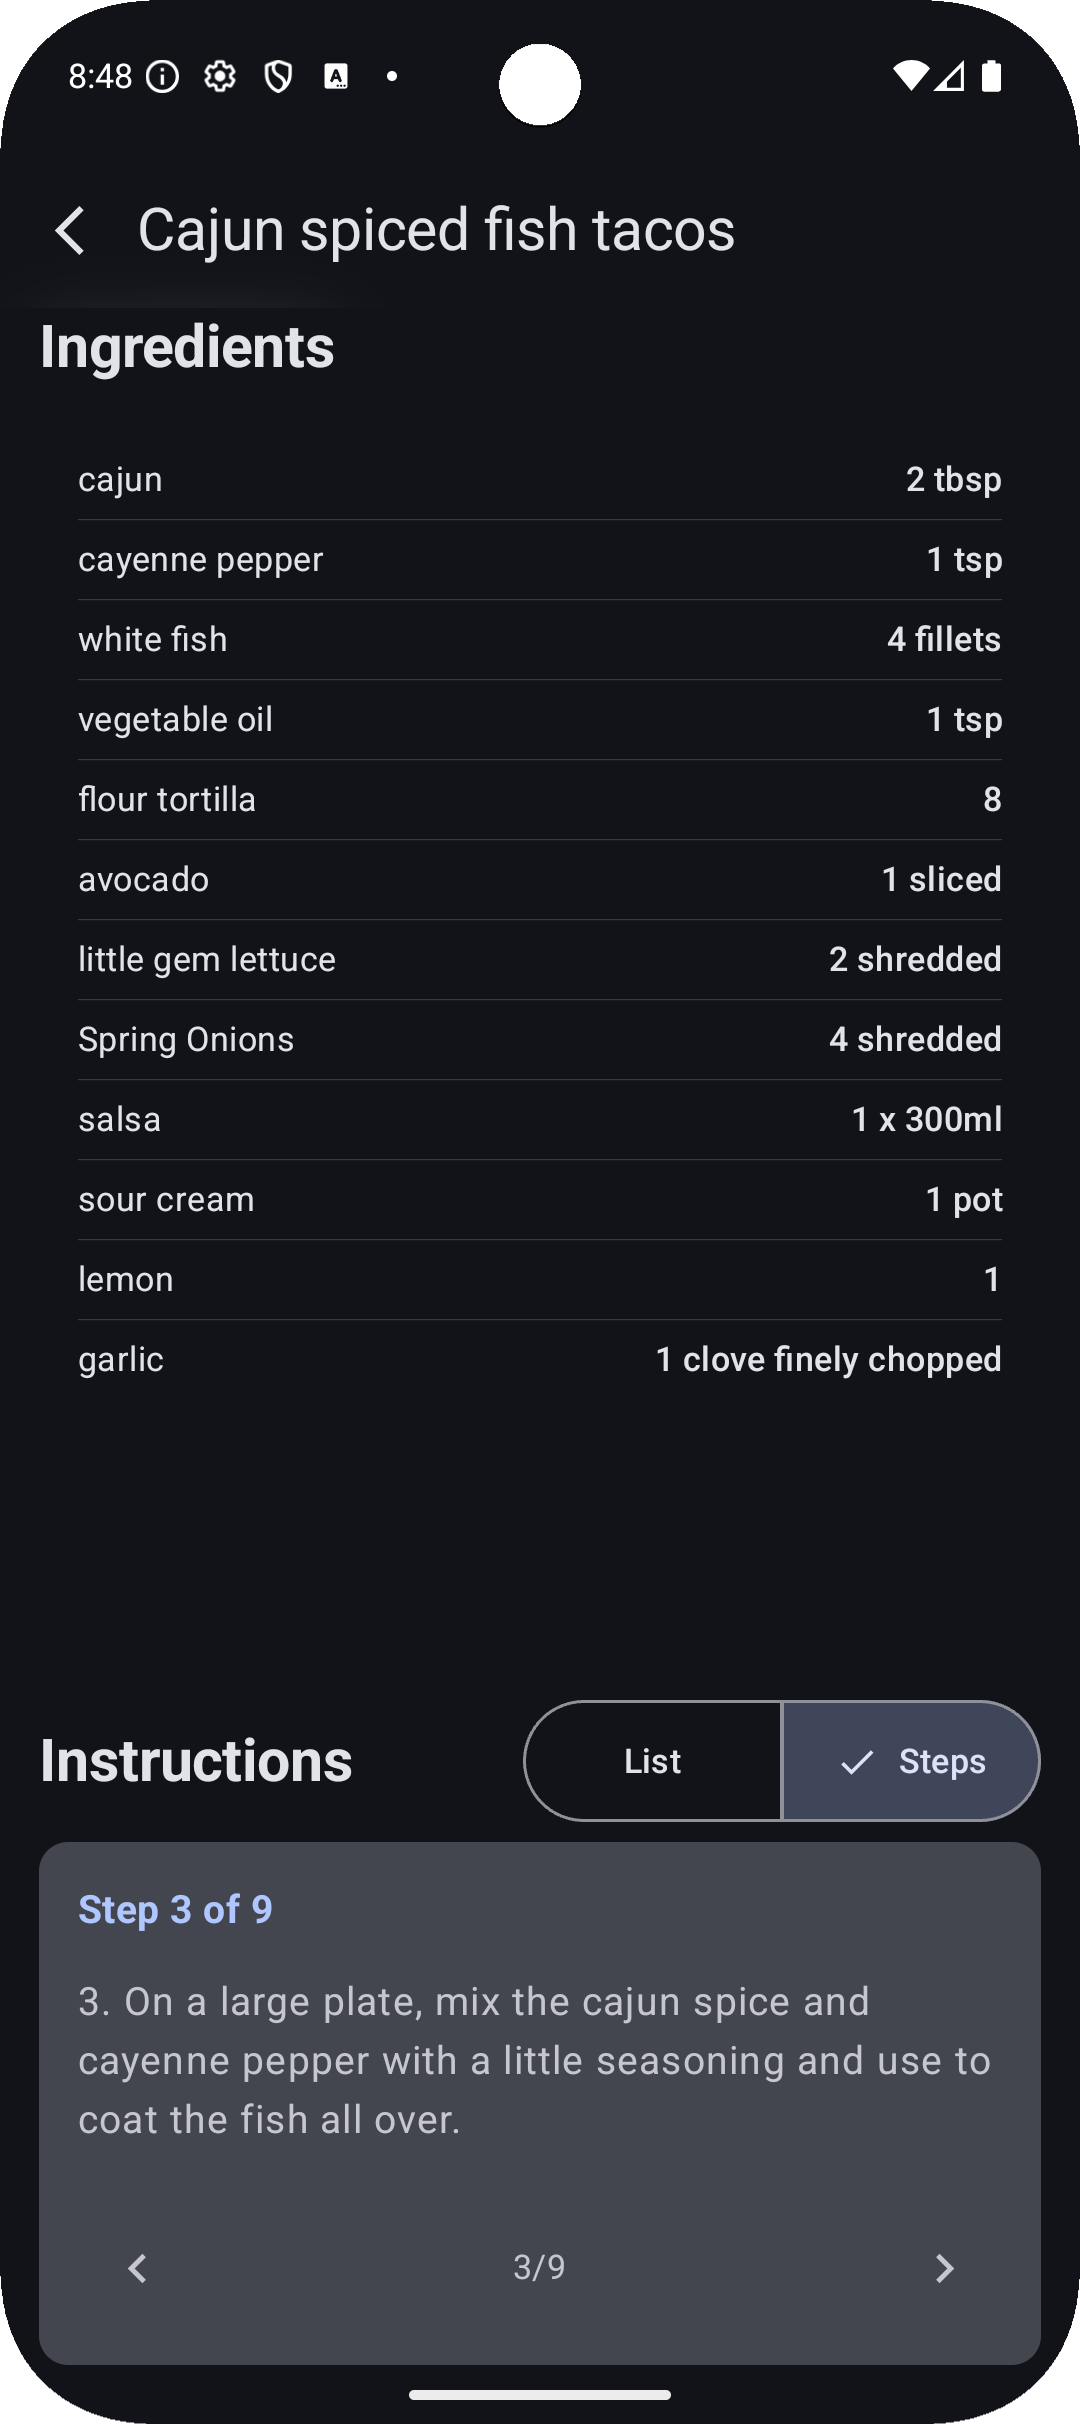 8:48
Cajun spiced fish tacos
Ingredients
cajun 2 tbsp
cayenne pepper 1 tsp
white fish 4 fillets
vegetable oil 1 tsp
flour tortilla 8
avocado 1 sliced
little gem lettuce 2 shredded
Spring Onions 4 shredded
salsa 1 x 300ml
sour cream 1 pot
lemon 1
garlic 1 clove finely chopped
Instructions List Steps
Step 3 of 9
3. On a large plate, mix the cajun spice and
cayenne pepper with a little seasoning and use to
coat the fish all over.
3/9